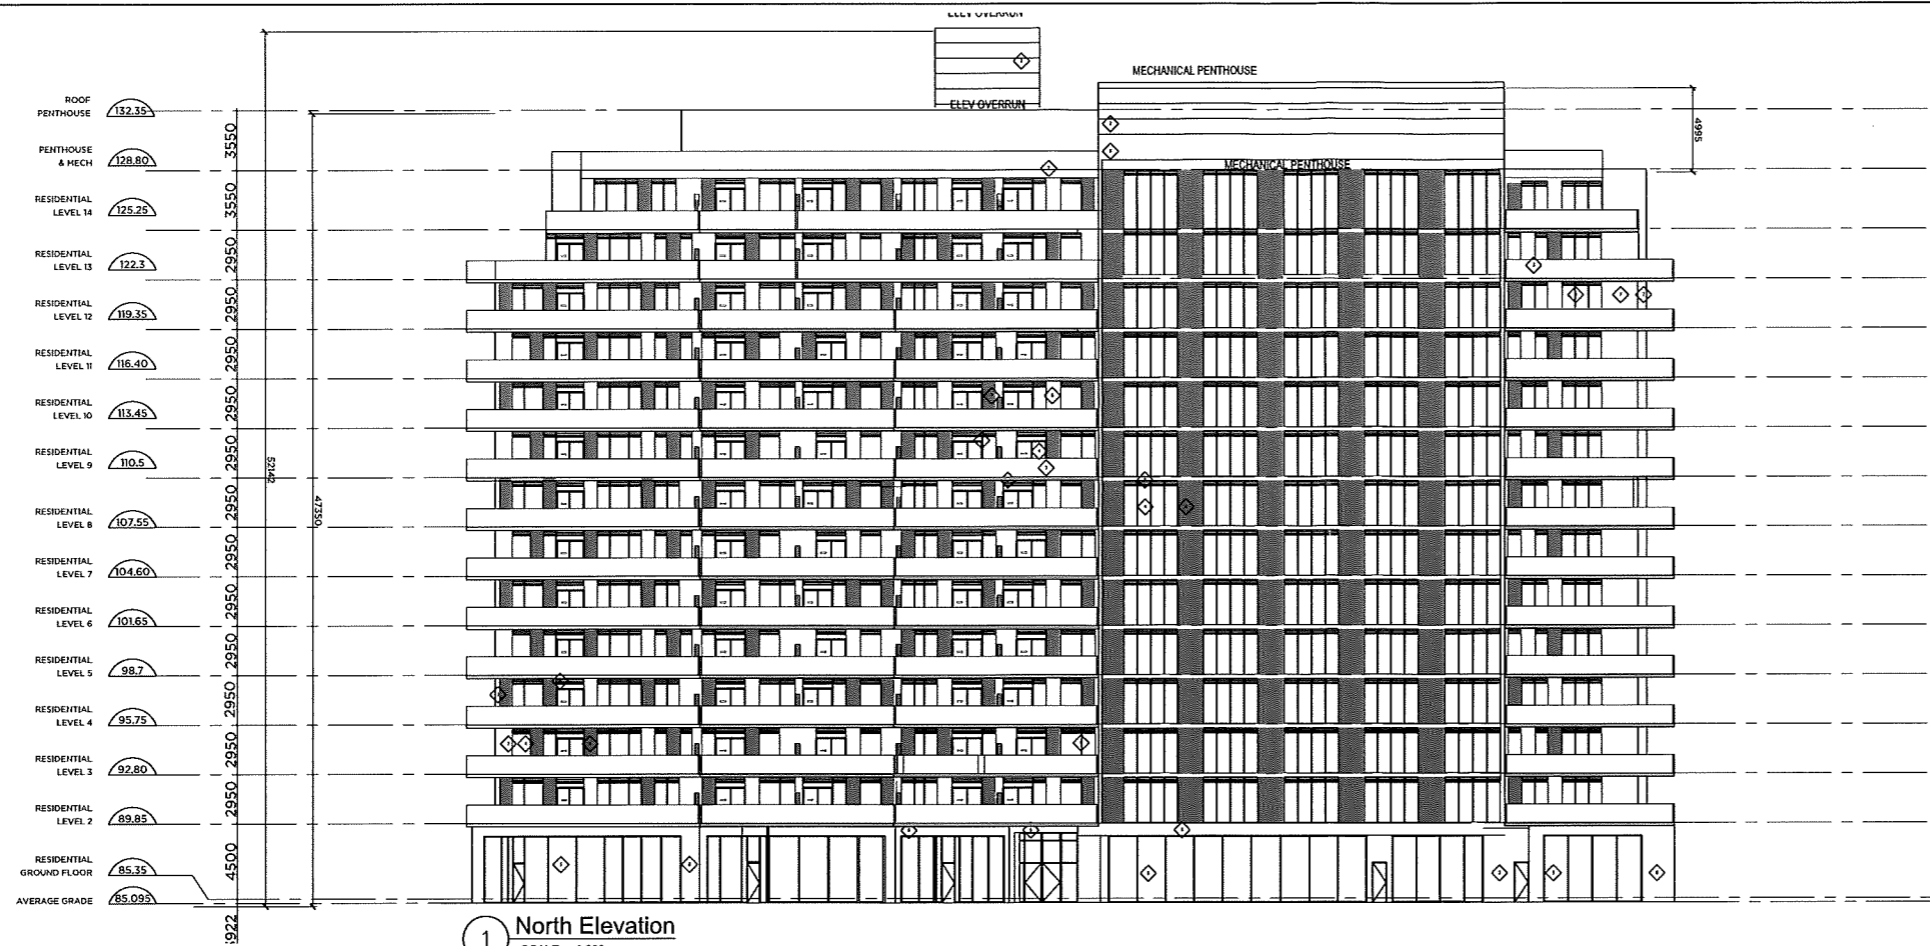 ELEV OVERRUN
MECHANICAL PENTHOUSE
ROOF
PENTHOUSE
132.35
ELEV OVERRUN
4995
3550
PENTHOUSE
& MECH
128.80
MECHANICAL PENTHOUSE
3550
RESIDENTIAL
LEVEL 14
125.25
2950
RESIDENTIAL
LEVEL 13
122.3
2950
RESIDENTIAL
LEVEL 12
119.35
2950
RESIDENTIAL
LEVEL 11
116.40
2950
RESIDENTIAL
LEVEL 10
113.45
2950
RESIDENTIAL
LEVEL 9
110.5
52142
2950
47350
RESIDENTIAL
LEVEL 8
107.55
2950
RESIDENTIAL
LEVEL 7
104.60
2950
RESIDENTIAL
LEVEL 6
101.65
2950
RESIDENTIAL
LEVEL 5
98.7
2950
RESIDENTIAL
LEVEL 4
95.75
2950
RESIDENTIAL
LEVEL 3
92.80
2950
RESIDENTIAL
LEVEL 2
89.85
4500
RESIDENTIAL
GROUND FLOOR
85.35
AVERAGE GRADE
85.095
1
North Elevation